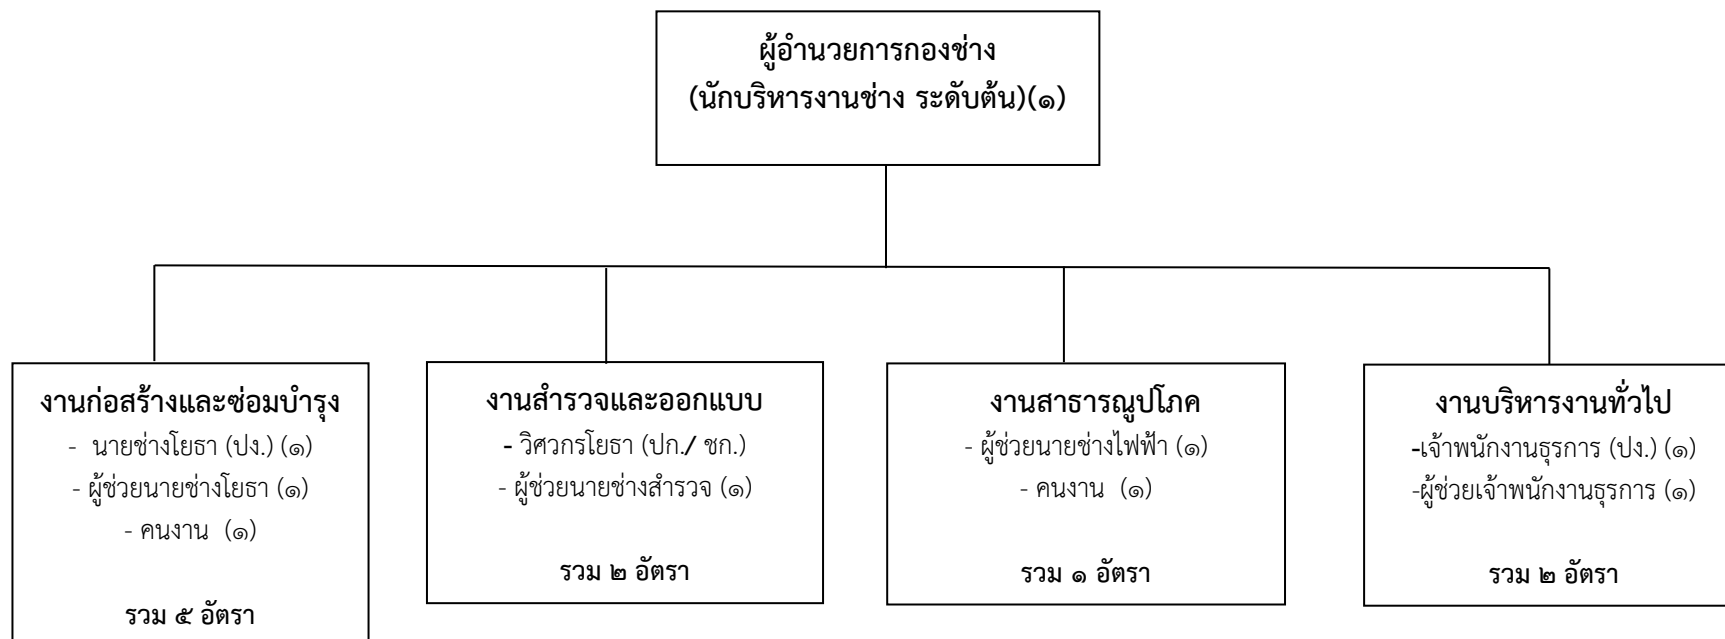 ผู้อำนวยการกองช่าง
(นักบริหารงานช่าง ระดับต้น)(๑)
งานก่อสร้างและซ่อมบำรุง
- นายช่างโยธา (ปง.) (๑)
- ผู้ช่วยนายช่างโยธา (๑)
- คนงาน (๑)
รวม ๕ อัตรา
งานสำรวจและออกแบบ
- วิศวกรโยธา (ปก./ ชก.)
- ผู้ช่วยนายช่างสำรวจ (๑)
รวม ๒ อัตรา
งานสาธารณูปโภค
- ผู้ช่วยนายช่างไฟฟ้า (๑)
- คนงาน (๑)
รวม ๑ อัตรา
งานบริหารงานทั่วไป
-เจ้าพนักงานธุรการ (ปง.) (๑)
-ผู้ช่วยเจ้าพนักงานธุรการ (๑)
รวม ๒ อัตรา